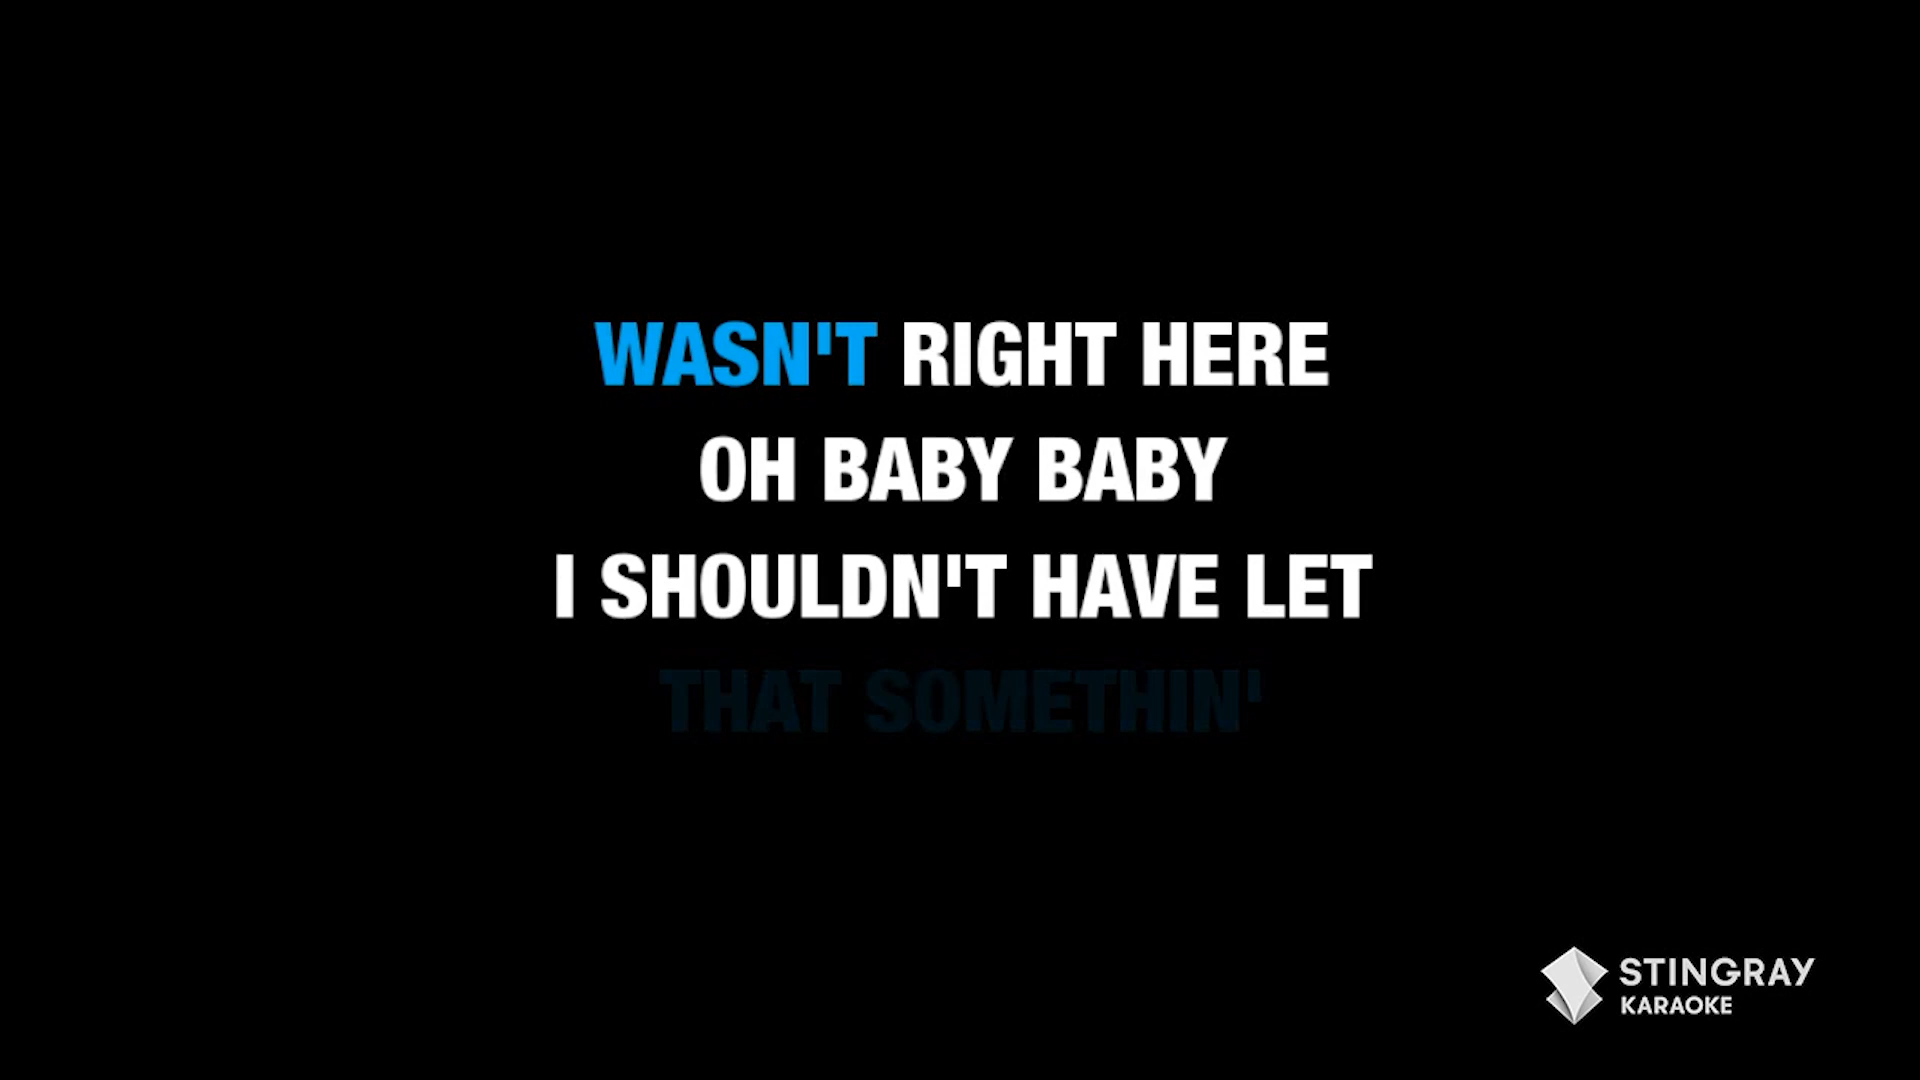 WASN'T RIGHT HERE
OH BABY BABY
I SHOULDN'T HAVE LET
THAT SOMETHIN'
STINGRAY
KARAOKE